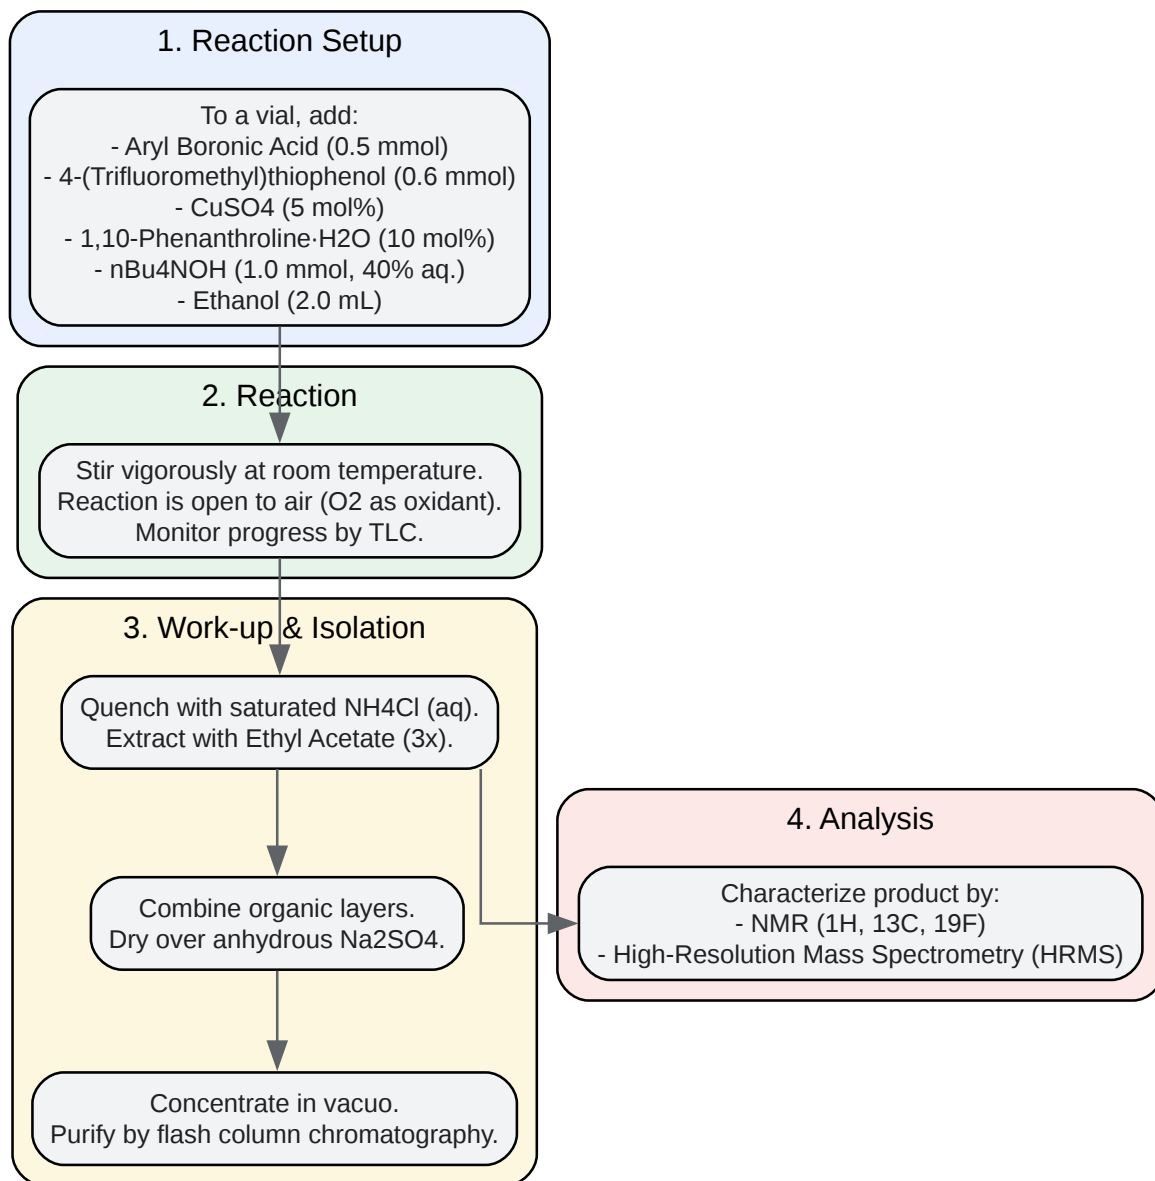 1. Reaction Setup
To a vial, add:
- Aryl Boronic Acid (0.5 mmol)
- 4-(Trifluoromethyl)thiophenol (0.6 mmol)
- CuSO4 (5 mol%)
- 1,10-Phenanthroline·H2O (10 mol%)
- nBu4NOH (1.0 mmol, 40% aq.)
- Ethanol (2.0 mL)
2. Reaction
Stir vigorously at room temperature.
Reaction is open to air (O2 as oxidant).
Monitor progress by TLC.
3. Work-up & Isolation
Quench with saturated NH4Cl (aq).
Extract with Ethyl Acetate (3x).
Combine organic layers.
Dry over anhydrous Na2SO4.
Concentrate in vacuo.
Purify by flash column chromatography.
4. Analysis
Characterize product by:
- NMR (1H, 13C, 19F)
- High-Resolution Mass Spectrometry (HRMS)